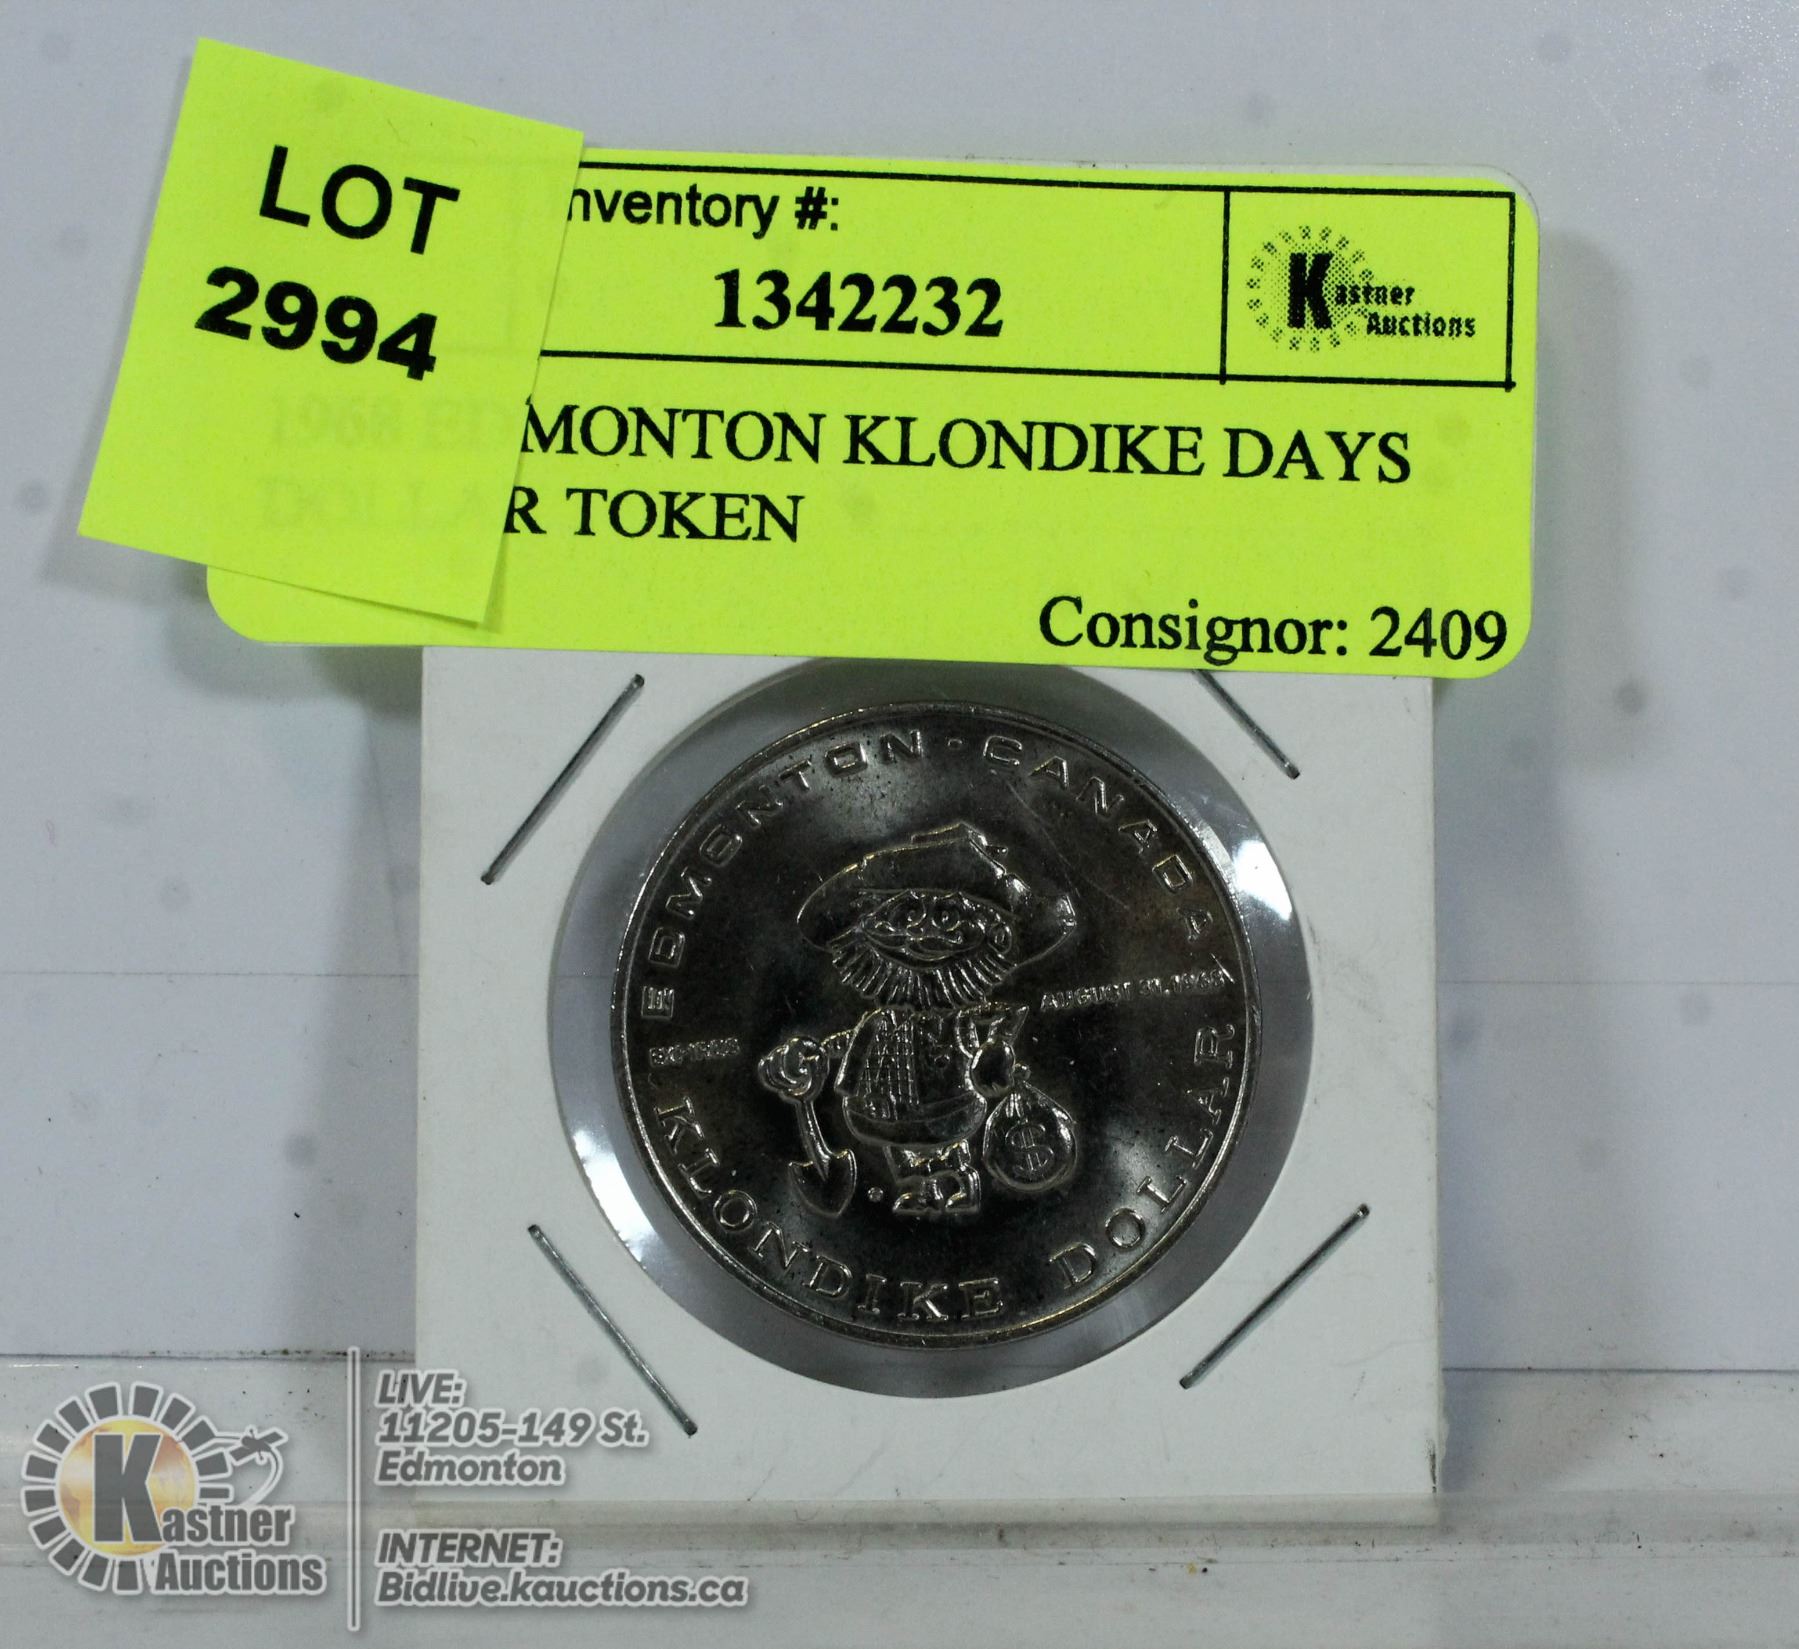 LOT
2994
Inventory #:
1342232
Kastner
Auctions
1968 EDMONTON KLONDIKE DAYS
DOLLAR TOKEN
Consignor: 2409
EDMONTON · CANADA
EXPIRES
AUGUST 31, 1968
KLONDIKE DOLLAR
$
Kastner
Auctions
LIVE:
11205-149 St.
Edmonton
INTERNET:
Bidlive.kauctions.ca